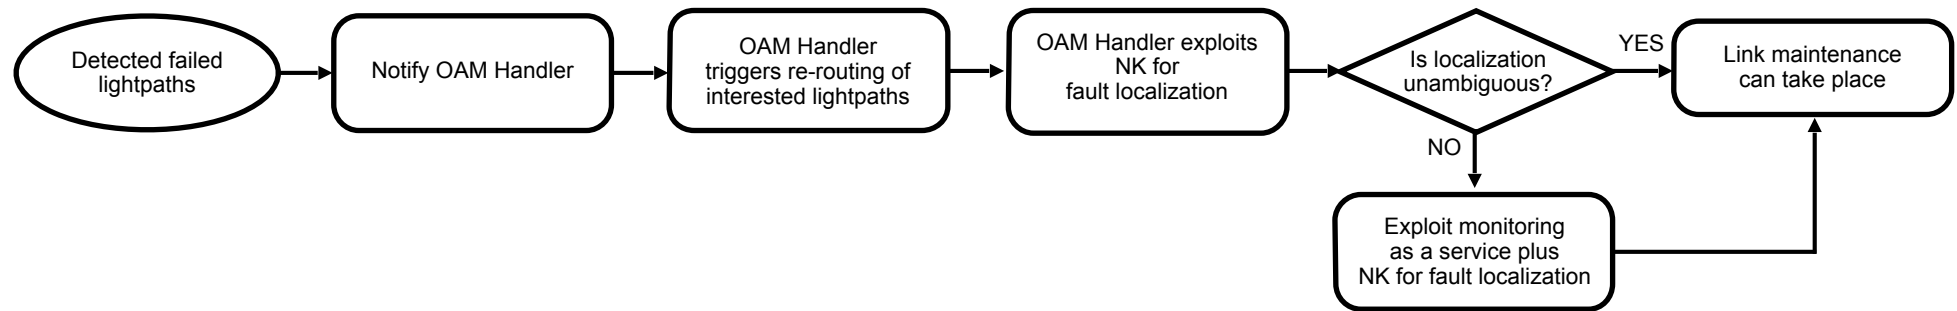 Detected failed
lightpaths
Notify OAM Handler
OAM Handler
triggers re-routing of
interested lightpaths
OAM Handler exploits
NK for
fault localization
Is localization
unambiguous?
YES
Link maintenance
can take place
NO
Exploit monitoring
as a service plus
NK for fault localization